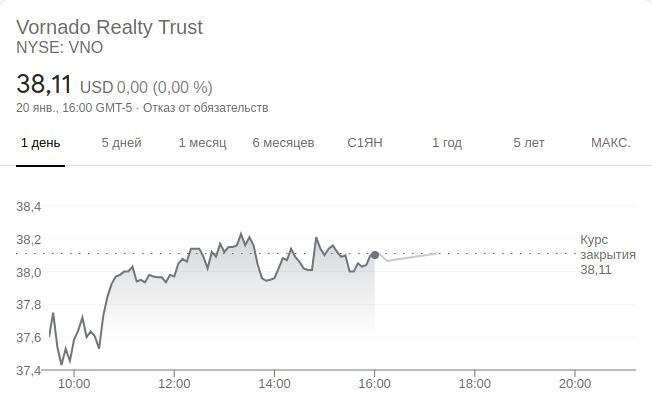 Vornado Realty Trust
NYSE: VNO
38,11 USD 0,00 (0,00 %)
20 янв., 16:00 GMT-5 · Отказ от обязательств
1 день 5 дней 1 месяц 6 месяцев С1ЯН 1 год 5 лет МАКС.
38,4
38,2
38,0
37,8
37,6
37,4
Курс
закрытия
38,11
10:00 12:00 14:00 16:00 18:00 20:00